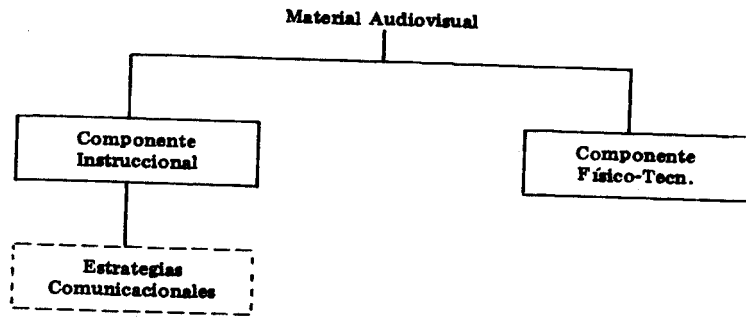 Material Audiovisual
Componente
Instruccional
Componente
Físico-Tecn.
Estrategias
Comunicacionales